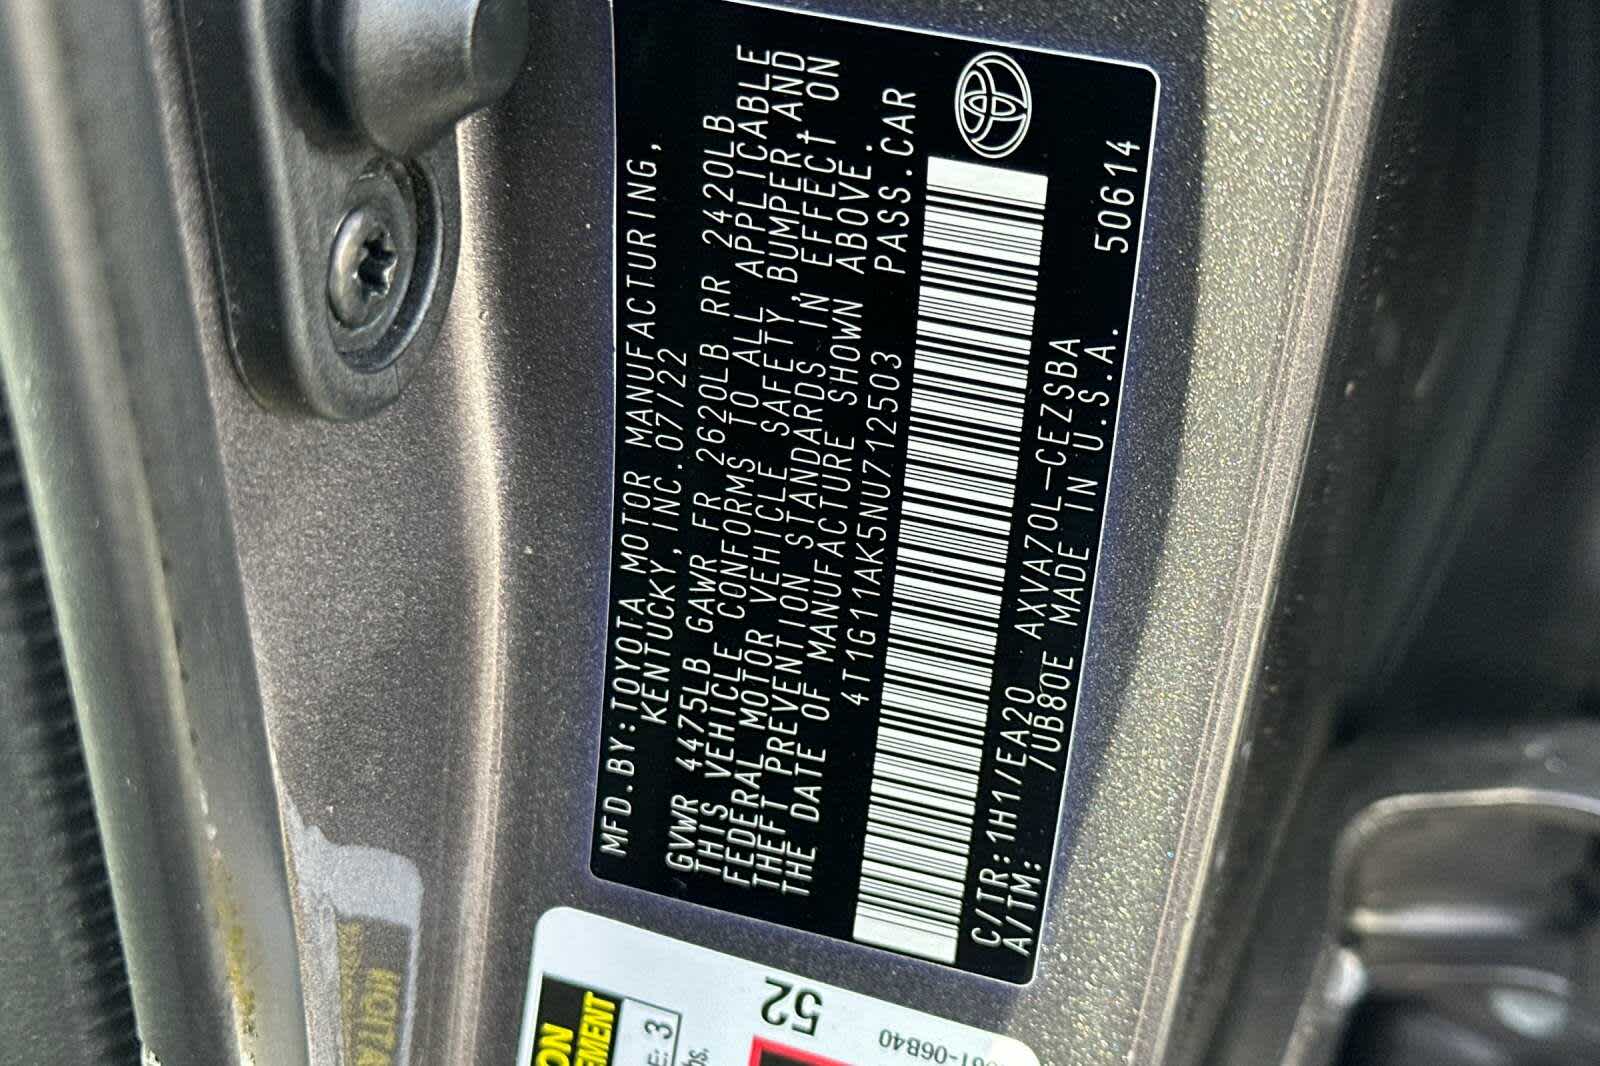 MFD.BY:TOYOTA MOTOR MANUFACTURING,
KENTUCKY, INC. 07/22
GVWR 4475LB GAWR FR 2620LB RR 2420LB
THIS VEHICLE CONFORMS TO ALL APPLICABLE
FEDERAL MOTOR VEHICLE SAFETY, BUMPER, AND
THEFT PREVENTION STANDARDS IN EFFECT ON
THE DATE OF MANUFACTURE SHOWN ABOVE.
4T1G11AK5NU712503 PASS.CAR
C/TR:1H1/EA20 AXVA70L-CEZSBA
A/TM: /UB80E MADE IN U.S.A. 50614
52
06B40
3